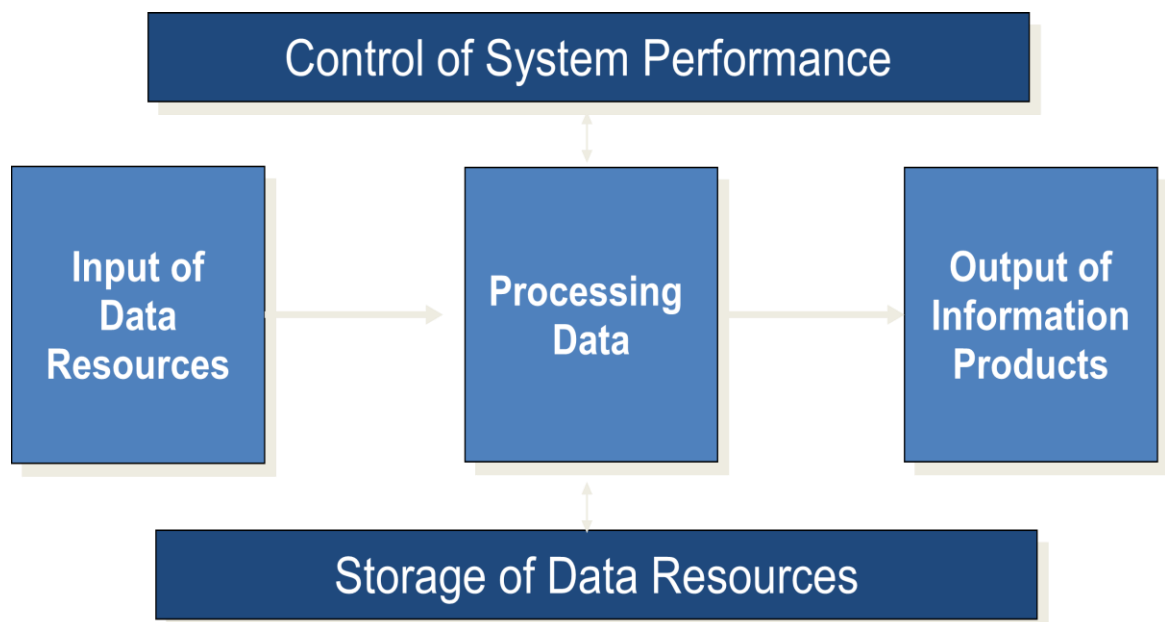 Control of System Performance
Input of
Data
Resources
Processing
Data
Output of
Information
Products
Storage of Data Resources